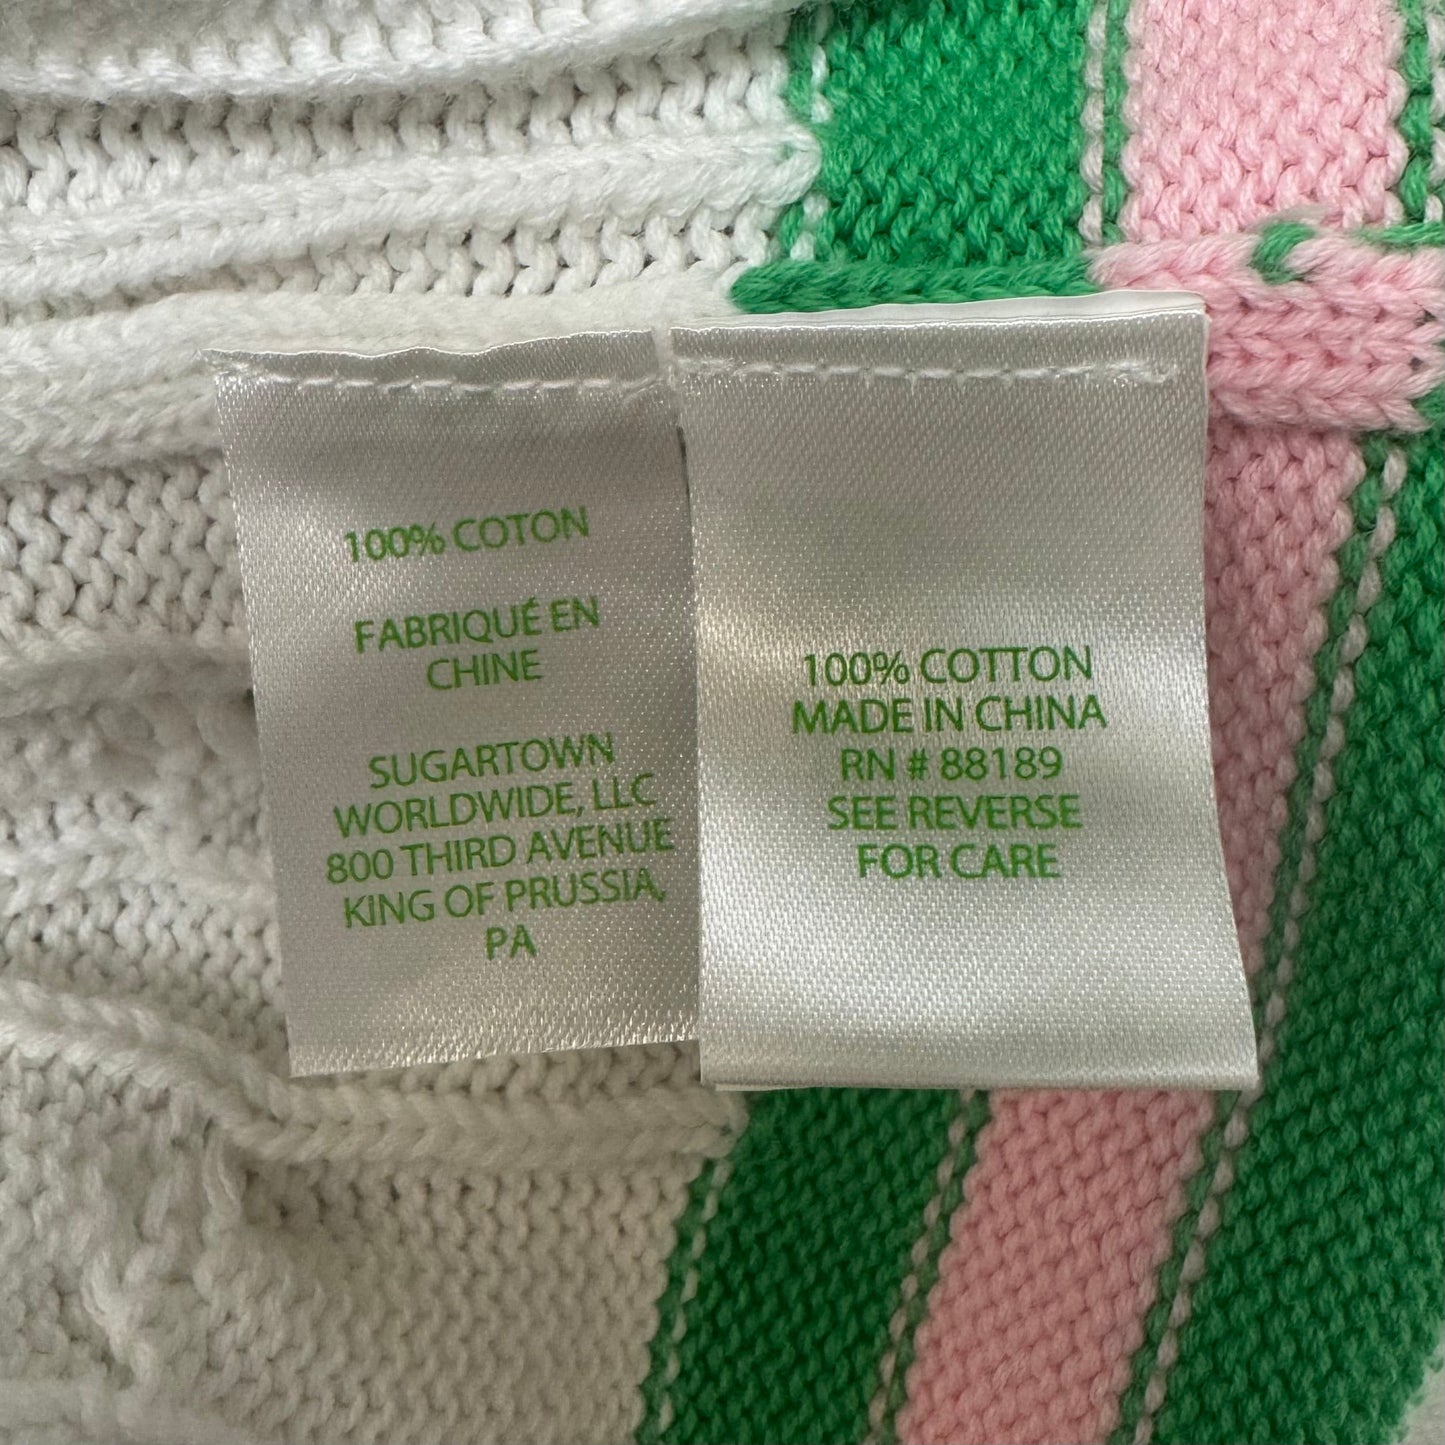 100% COTON
FABRIQUÉ EN
CHINE
SUGARTOWN
WORLDWIDE, LLC
800 THIRD AVENUE
KING OF PRUSSIA,
PA
100% COTTON
MADE IN CHINA
RN # 88189
SEE REVERSE
FOR CARE